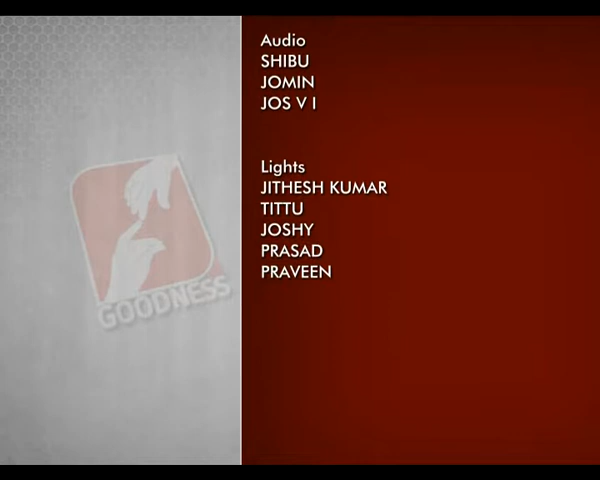 Audio
SHIBU
JOMIN
JOS V I
Lights
JITHESH KUMAR
TITTU
JOSHY
PRASAD
PRAVEEN
GOODNESS